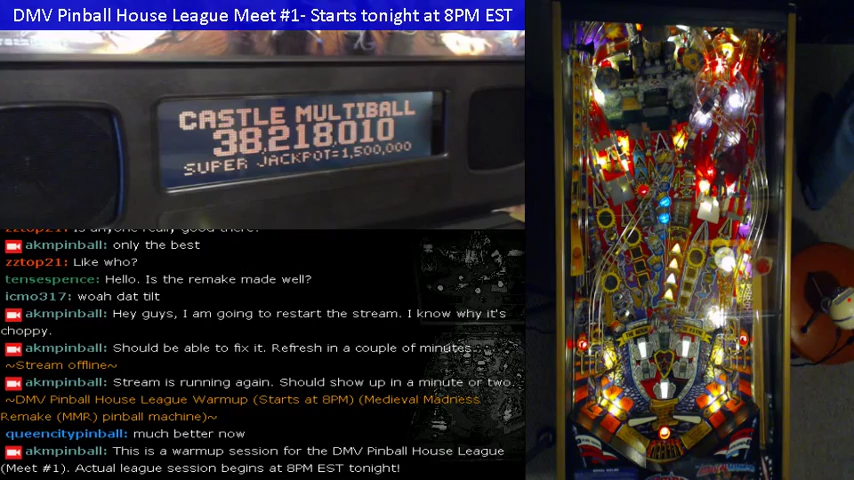 DMV Pinball House League Meet #1- Starts tonight at 8PM EST
CASTLE MULTIBALL
38,218,010
SUPER JACKPOT=1,500,000
zztop21: Is anyone really good there?
akmpinball: only the best
zztop21: Like who?
tensespence: Hello. Is the remake made well?
icmo317: woah dat tilt
akmpinball: Hey guys, I am going to restart the stream. I know why it's
choppy.
akmpinball: Should be able to fix it. Refresh in a couple of minutes...
~Stream offline~
akmpinball: Stream is running again. Should show up in a minute or two.
~DMV Pinball House League Warmup (Starts at 8PM) (Medieval Madness
Remake (MMR) pinball machine)~
queencitypinball: much better now
akmpinball: This is a warmup session for the DMV Pinball House League
(Meet #1). Actual league session begins at 8PM EST tonight!